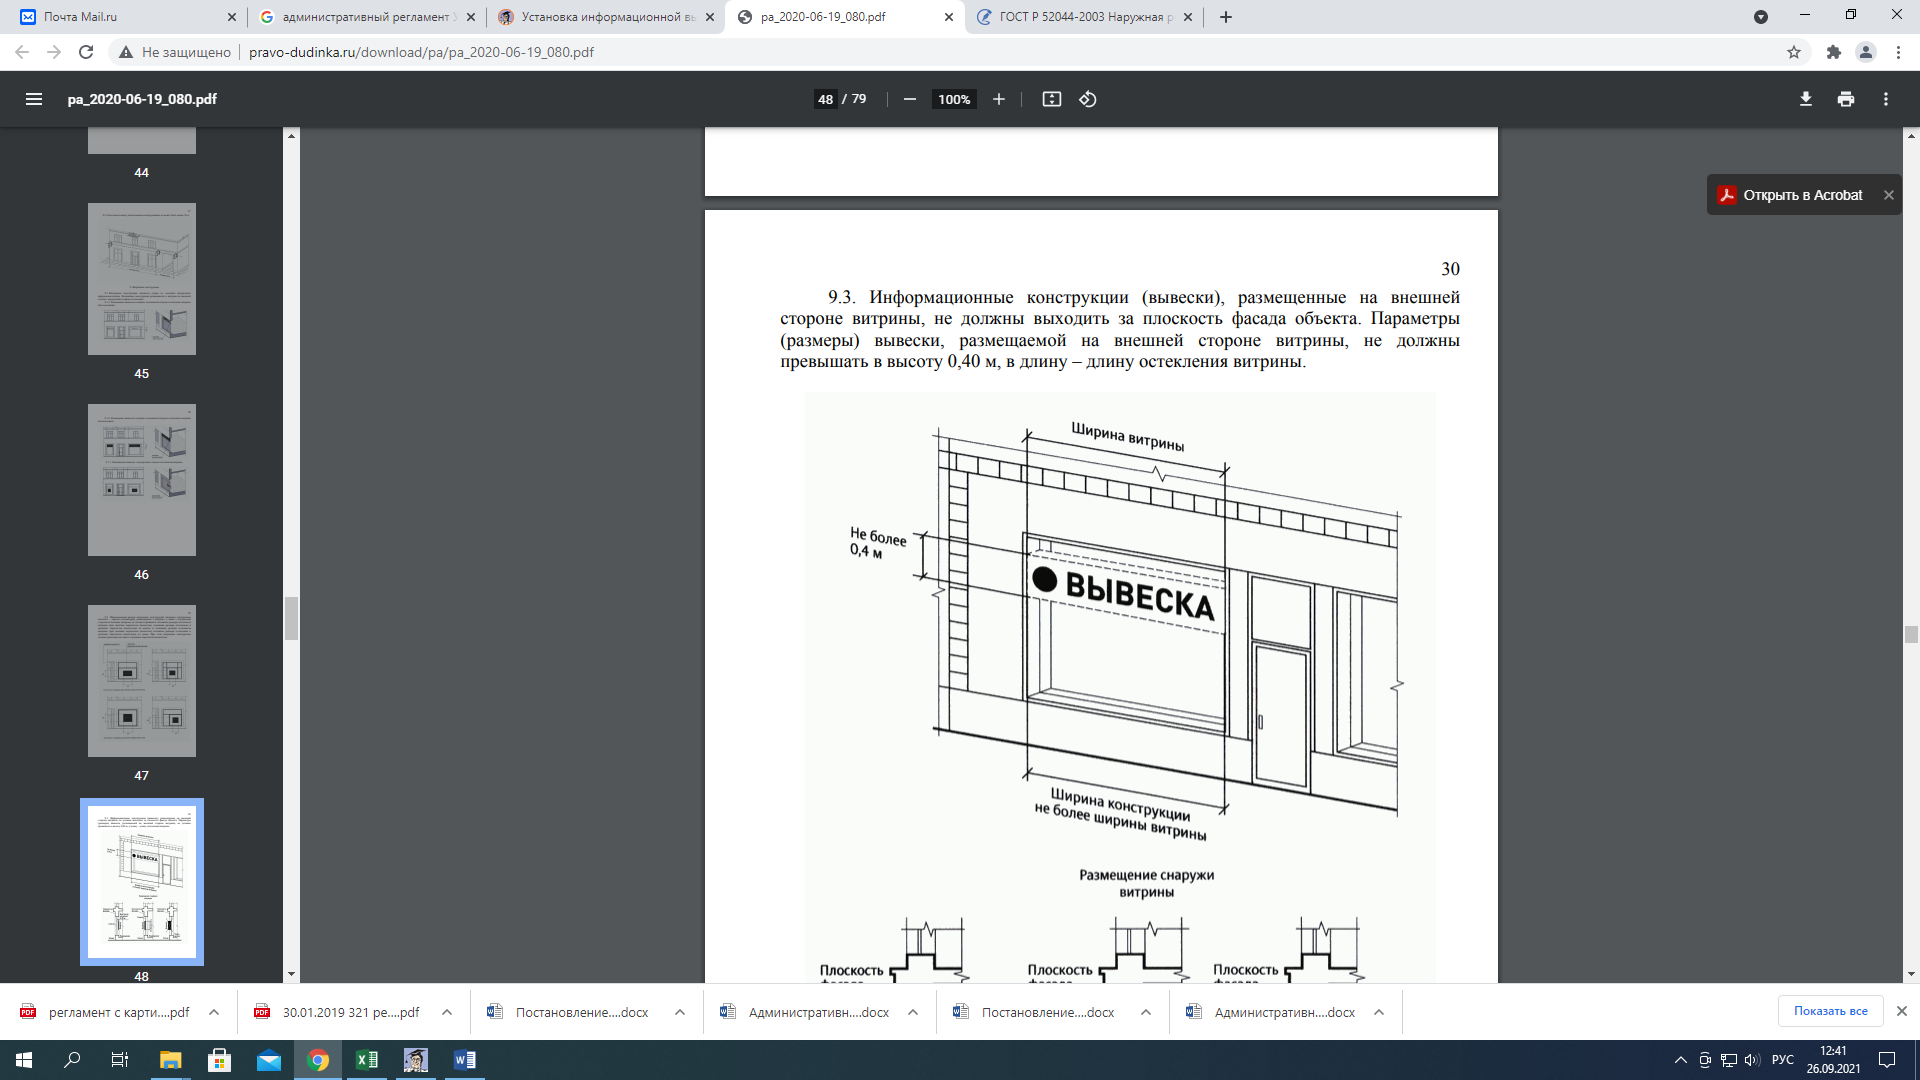 Почта Mail.ru
административный регламент
Установка информационной вы
pa_2020-06-19_080.pdf
ГОСТ Р 52044-2003 Наружная р
Не защищено
pravo-dudinka.ru/download/pa/pa_2020-06-19_080.pdf
pa_2020-06-19_080.pdf
48 / 79
100%
Открыть в Acrobat
44
45
46
47
48
30
9.3. Информационные конструкции (вывески), размещенные на внешней
стороне витрины, не должны выходить за плоскость фасада объекта. Параметры
(размеры) вывески, размещаемой на внешней стороне витрины, не должны
превышать в высоту 0,40 м, в длину – длину остекления витрины.
Ширина витрины
Не более
0,4 м
ВЫВЕСКА
Ширина конструкции
не более ширины витрины
Размещение снаружи
витрины
Плоскость
Плоскость
Плоскость
регламент с карти....pdf
30.01.2019 321 ре....pdf
Постановление....docx
Административн....docx
Постановление....docx
Административн....docx
Показать все
РУС
12:41
26.09.2021